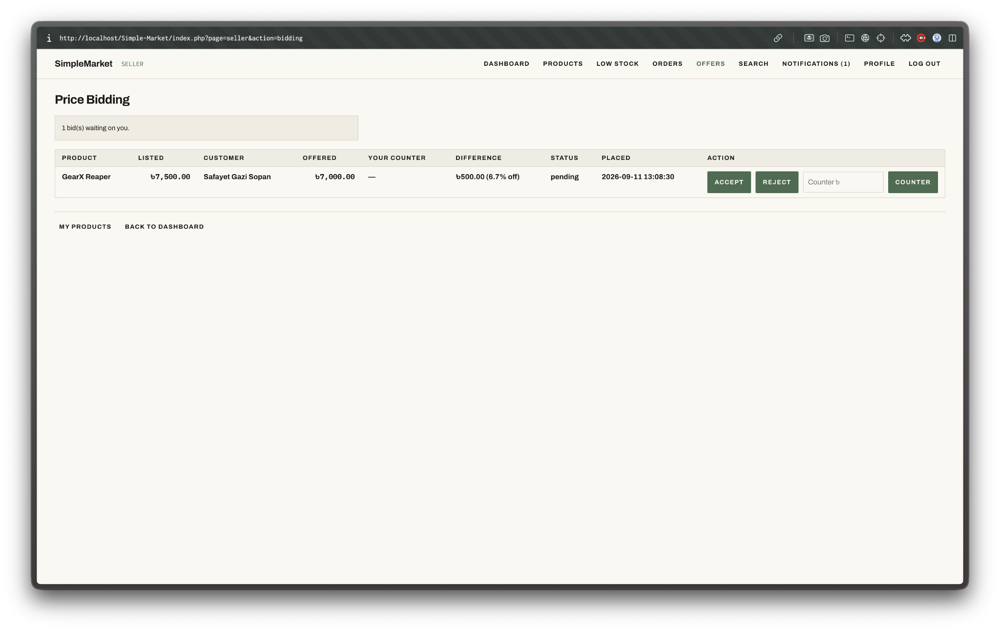 http://localhost/Simple-Market/index.php?page=seller&action=bidding
SimpleMarket SELLER DASHBOARD PRODUCTS LOW STOCK ORDERS OFFERS SEARCH NOTIFICATIONS (1) PROFILE LOG OUT
Price Bidding
1 bid(s) waiting on you.
PRODUCT LISTED CUSTOMER OFFERED YOUR COUNTER DIFFERENCE STATUS PLACED ACTION
GearX Reaper ৳7,500.00 Safayet Gazi Sopan ৳7,000.00 — ৳500.00 (6.7% off) pending 2026-09-11 13:08:30 ACCEPT REJECT Counter ৳ COUNTER
MY PRODUCTS BACK TO DASHBOARD